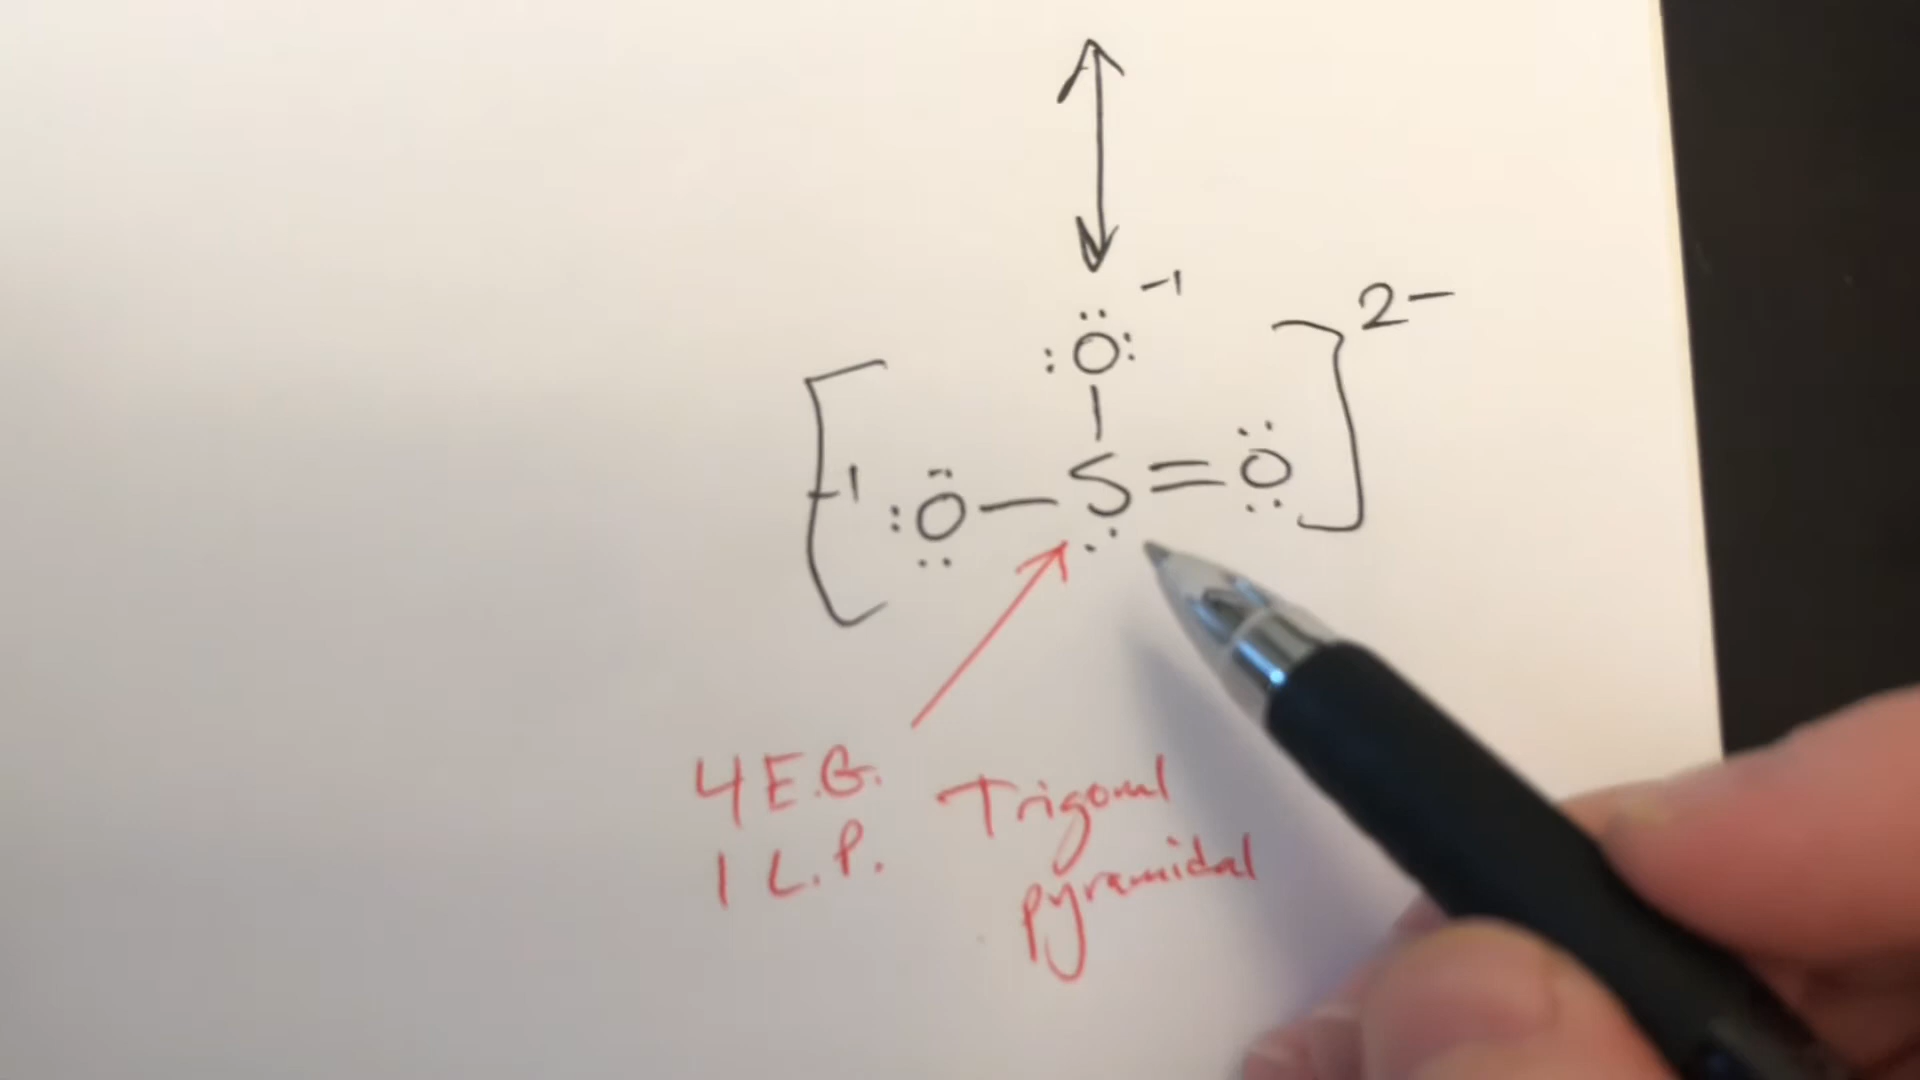 -1
2-
:Ö:
-1 :Ö-S=Ö
4 E.G. Trigonal
1 L.P. pyramidal